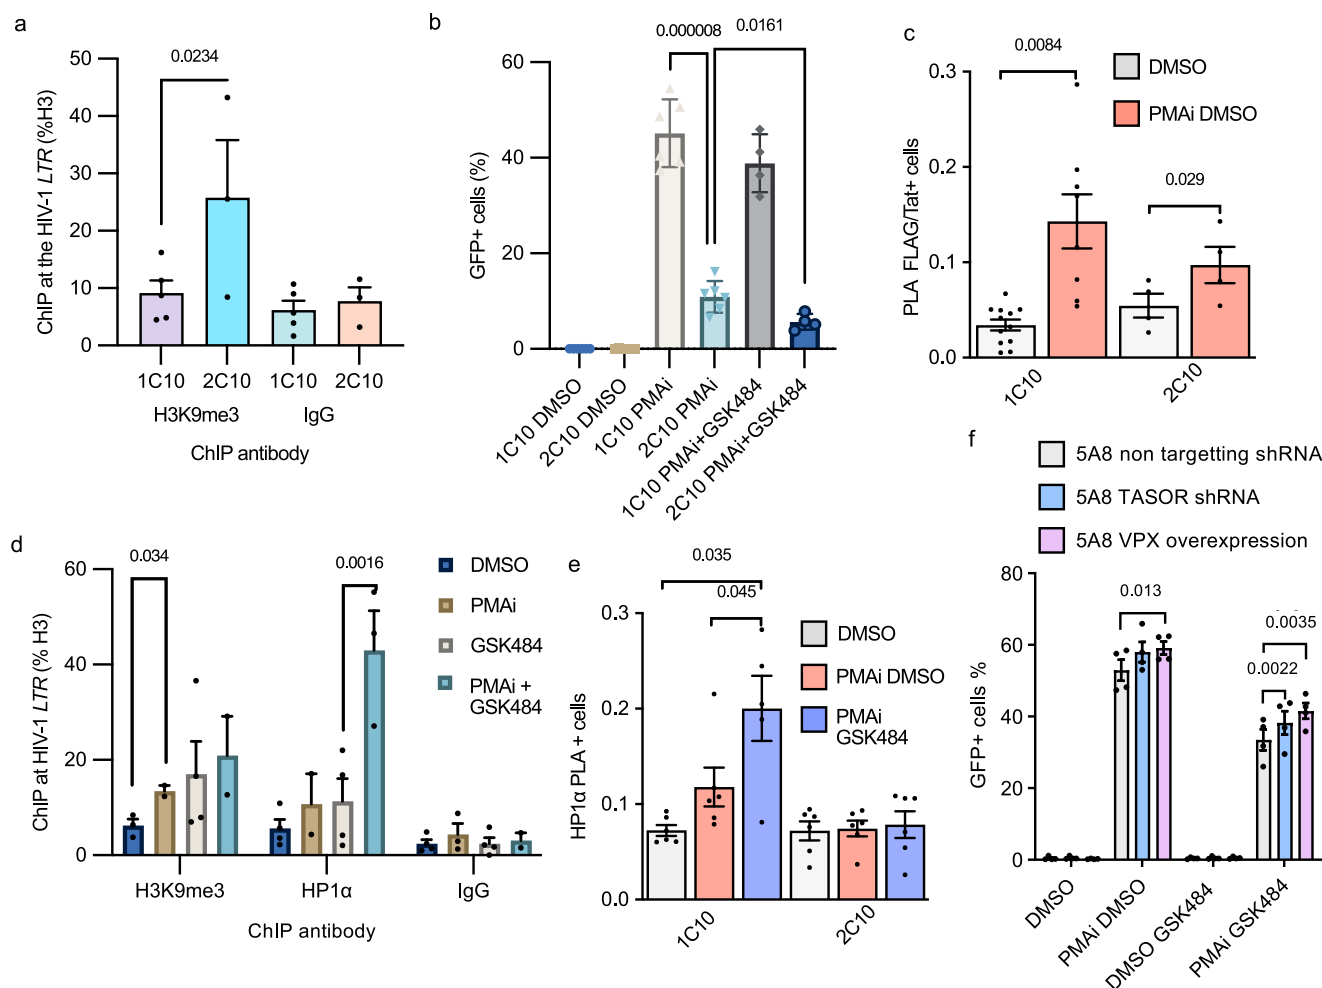 a
0.0234
ChIP at the HIV-1 LTR (%H3)
50
40
30
20
10
0
1C10
2C10
1C10
2C10
H3K9me3
IgG
ChIP antibody
b
0.000008
0.0161
GFP+ cells (%)
60
40
20
0
1C10 DMSO
2C10 DMSO
1C10 PMAi
2C10 PMAi
1C10 PMAi+GSK484
2C10 PMAi+GSK484
c
0.0084
0.029
DMSO
PMAi DMSO
PLA FLAG/Tat+ cells
0.3
0.2
0.1
0.0
1C10
2C10
d
0.034
0.0016
DMSO
PMAi
GSK484
PMAi +
GSK484
ChIP at HIV-1 LTR (% H3)
60
40
20
0
H3K9me3
HP1α
IgG
ChIP antibody
e
0.035
0.045
DMSO
PMAi DMSO
PMAi
GSK484
HP1α PLA + cells
0.3
0.2
0.1
0.0
1C10
2C10
f
5A8 non targetting shRNA
5A8 TASOR shRNA
5A8 VPX overexpression
0.013
0.0035
0.0022
GFP+ cells %
80
60
40
20
0
DMSO
PMAi DMSO
DMSO GSK484
PMAi GSK484